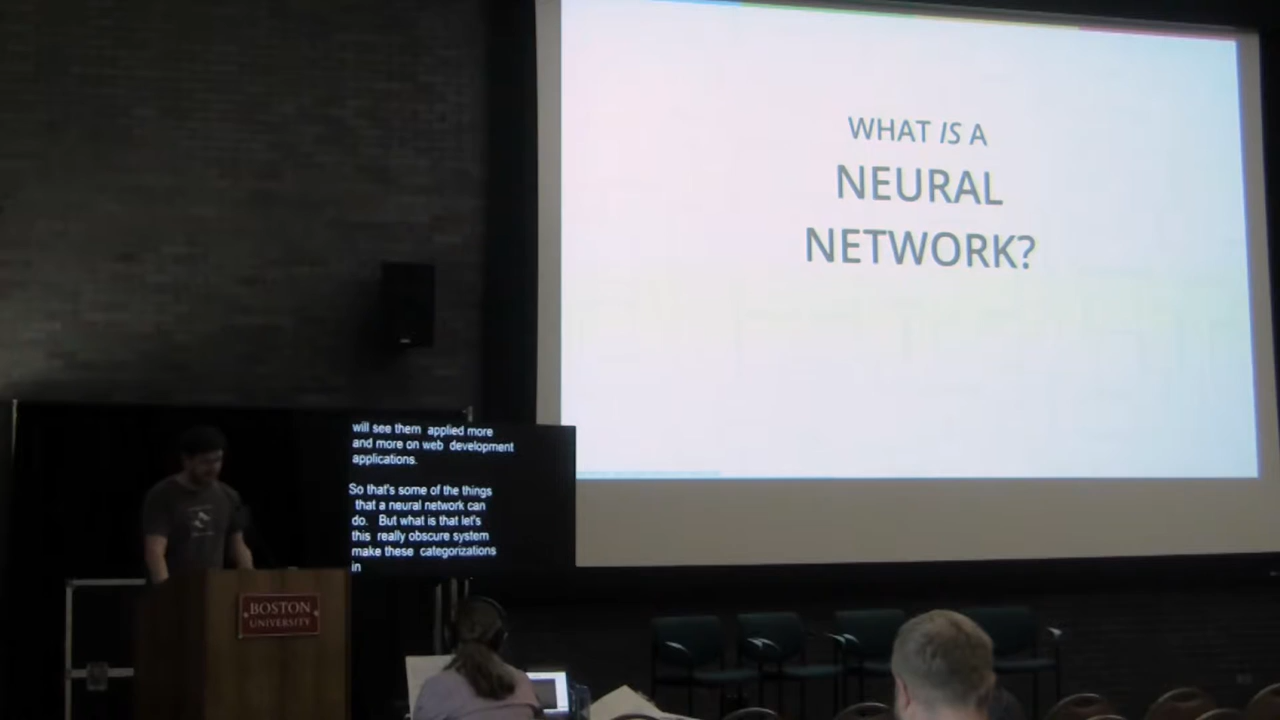 WHAT IS A
NEURAL
NETWORK?
will see them applied more
and more on web development
applications.
So that's some of the things
that a neural network can
do. But what is that let's
this really obscure system
make these categorizations
in
BOSTON
UNIVERSITY